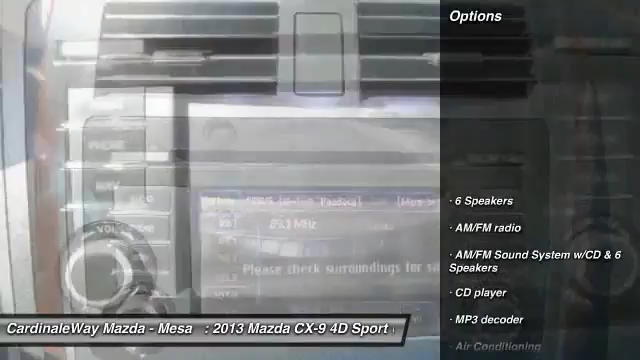 Options
· 6 Speakers
· AM/FM radio
· AM/FM Sound System w/CD & 6
Speakers
· CD player
· MP3 decoder
· Air Conditioning
MHz
Please check surroundings for
CardinaleWay Mazda - Mesa : 2013 Mazda CX-9 4D Sport